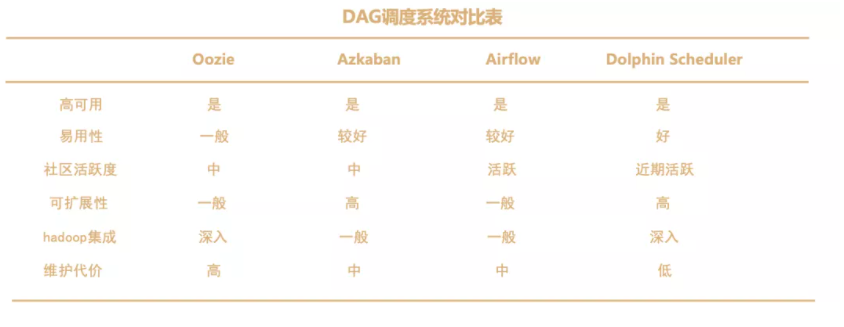 DAG调度系统对比表
Oozie Azkaban Airflow Dolphin Scheduler
高可用 是 是 是 是
易用性 一般 较好 较好 好
社区活跃度 中 中 活跃 近期活跃
可扩展性 一般 高 一般 高
hadoop集成 深入 一般 一般 深入
维护代价 高 中 中 低